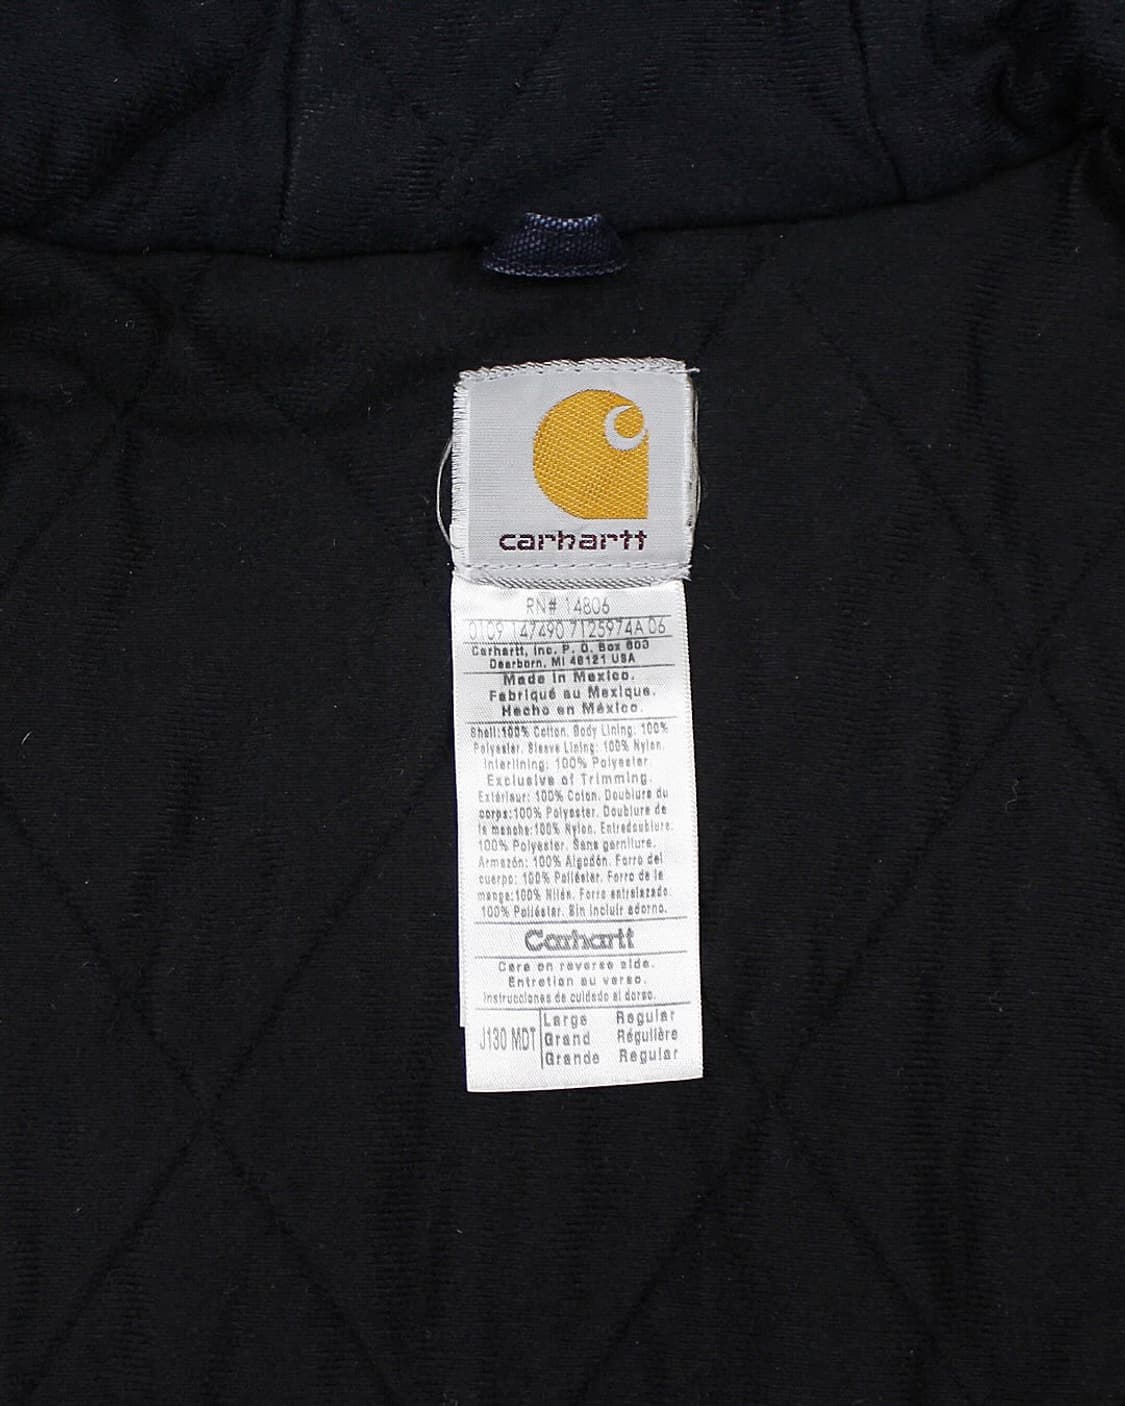 carhartt
RN# 14806
0109 147490 7125974A 06
Carhartt, Inc. P. O. Box 600
Dearborn, MI 48121 USA
Made in Mexico.
Fabriqué au Mexique.
Hecho en México.
Shell:100% Cotton. Body Lining: 100%
Polyester. Sleeve Lining: 100% Nylon.
Interlining: 100% Polyester
Exclusive of Trimming.
Extérieur: 100% Coton. Doublure du
corps:100% Polyester. Doublure de
la manche:100% Nylon. Entredoublure:
100% Polyester. Sans garniture.
Armazón: 100% Algodón. Forro del
cuerpo: 100% Poliéster. Forro de la
manga:100% Nilón. Forro entrelazado:
100% Poliéster. Sin incluir adorno.
Carhartt
Care on reverse side.
Entretien au verso.
Instrucciones de cuidado al dorso.
J130 MDT
Large Regular
Grand Régulière
Grande Regular